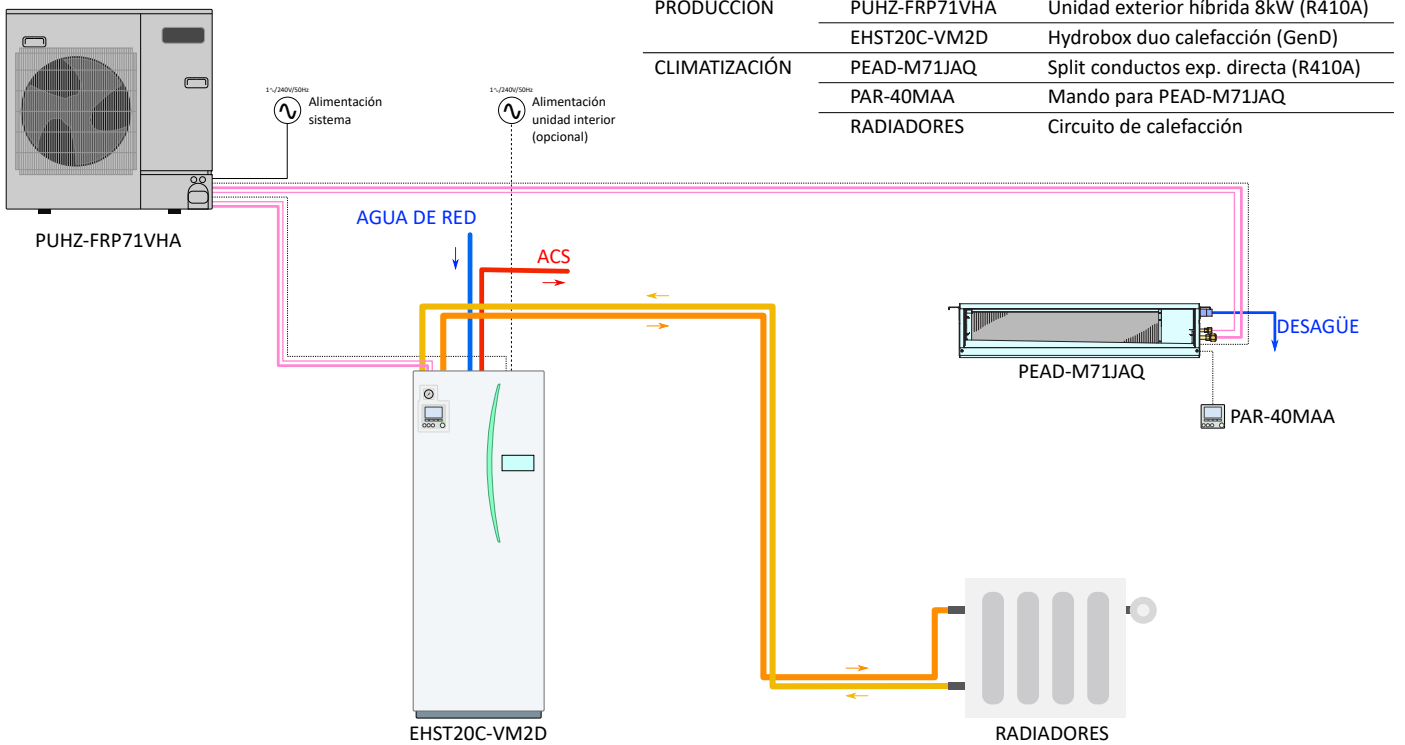 PRODUCCIÓN PUHZ-FRP71VHA Unidad exterior híbrida 8kW (R410A)
EHST20C-VM2D Hydrobox duo calefacción (GenD)
CLIMATIZACIÓN PEAD-M71JAQ Split conductos exp. directa (R410A)
PAR-40MAA Mando para PEAD-M71JAQ
RADIADORES Circuito de calefacción
1~/240V/50Hz
Alimentación
sistema
1~/240V/50Hz
Alimentación
unidad interior
(opcional)
PUHZ-FRP71VHA
AGUA DE RED
ACS
DESAGÜE
PEAD-M71JAQ
PAR-40MAA
EHST20C-VM2D
RADIADORES